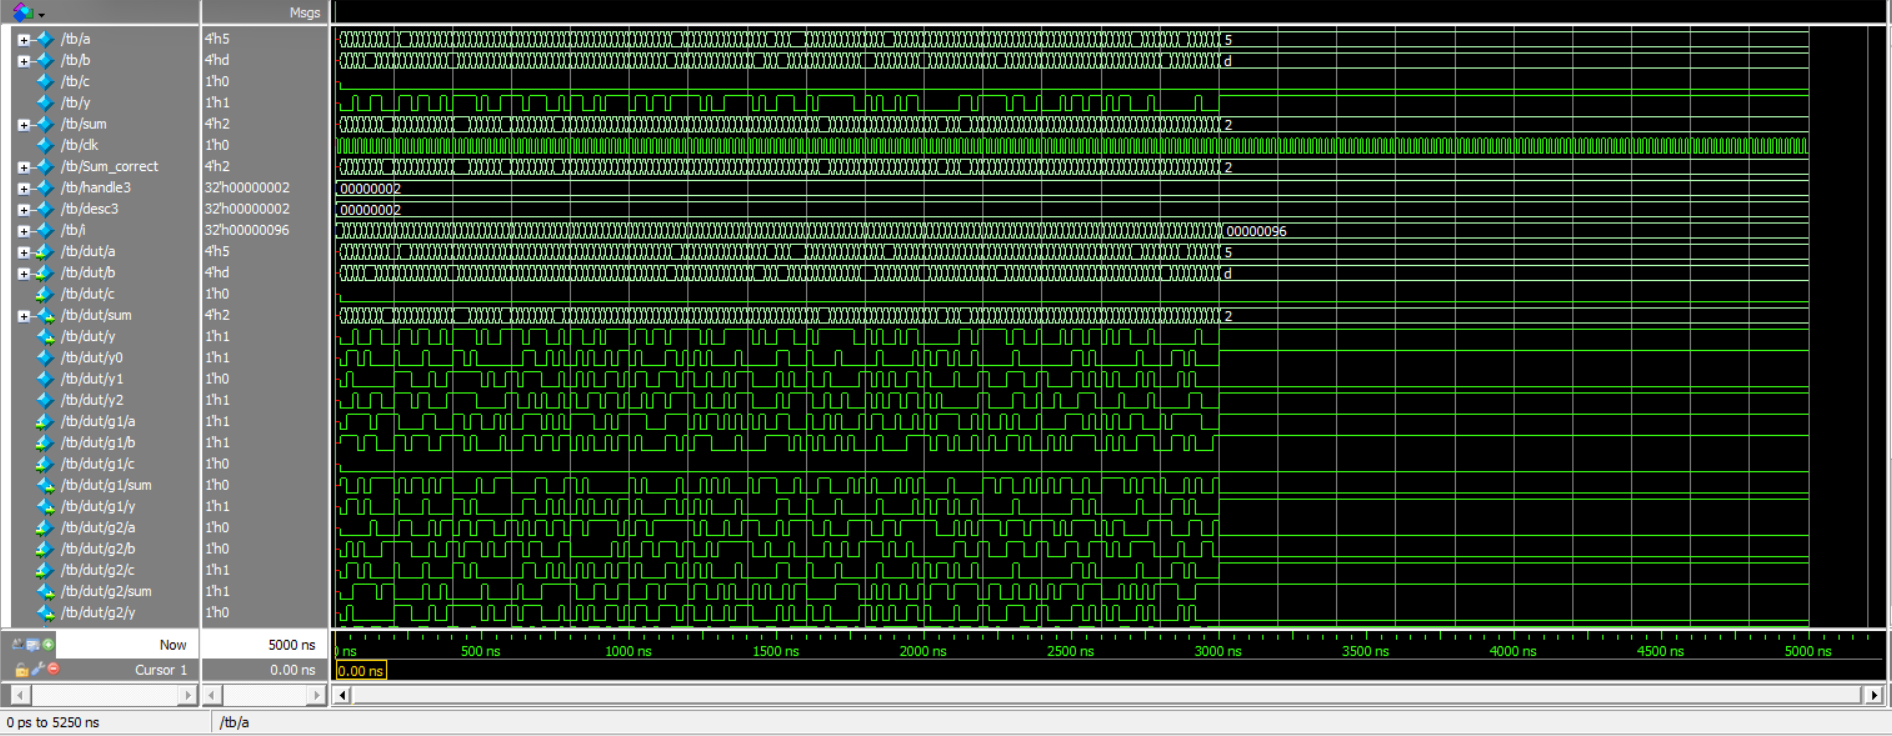 Msgs
/tb/a 4'h5 5
/tb/b 4'hd d
/tb/c 1'h0
/tb/y 1'h1
/tb/sum 4'h2 2
/tb/clk 1'h0
/tb/Sum_correct 4'h2 2
/tb/handle3 32'h00000002 00000002
/tb/desc3 32'h00000002 00000002
/tb/i 32'h00000096 00000096
/tb/dut/a 4'h5 5
/tb/dut/b 4'hd d
/tb/dut/c 1'h0
/tb/dut/sum 4'h2 2
/tb/dut/y 1'h1
/tb/dut/y0 1'h1
/tb/dut/y1 1'h0
/tb/dut/y2 1'h1
/tb/dut/g1/a 1'h1
/tb/dut/g1/b 1'h1
/tb/dut/g1/c 1'h0
/tb/dut/g1/sum 1'h0
/tb/dut/g1/y 1'h1
/tb/dut/g2/a 1'h0
/tb/dut/g2/b 1'h0
/tb/dut/g2/c 1'h1
/tb/dut/g2/sum 1'h1
/tb/dut/g2/y 1'h0
Now 5000 ns
0 ns 500 ns 1000 ns 1500 ns 2000 ns 2500 ns 3000 ns 3500 ns 4000 ns 4500 ns 5000 ns
Cursor 1 0.00 ns 0.00 ns
0 ps to 5250 ns /tb/a